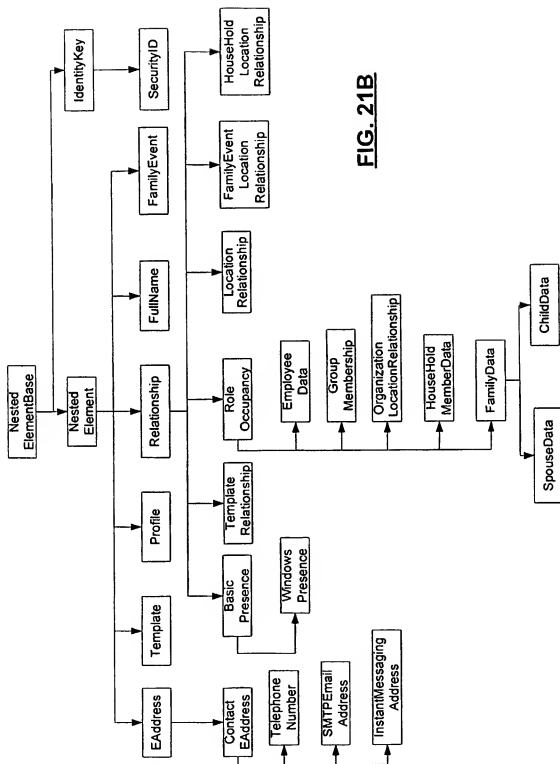 Nested
ElementBase
Nested
Element
IdentityKey
SecurityID
EAddress
Template
Profile
Relationship
FullName
FamilyEvent
Contact
EAddress
Basic
Presence
Template
Relationship
Role
Occupancy
Location
Relationship
FamilyEvent
Location
Relationship
HouseHold
Location
Relationship
Telephone
Number
SMTPEmail
Address
InstantMessaging
Address
Windows
Presence
Employee
Data
Group
Membership
Organization
LocationRelationship
HouseHold
MemberData
FamilyData
SpouseData
ChildData
FIG. 21B